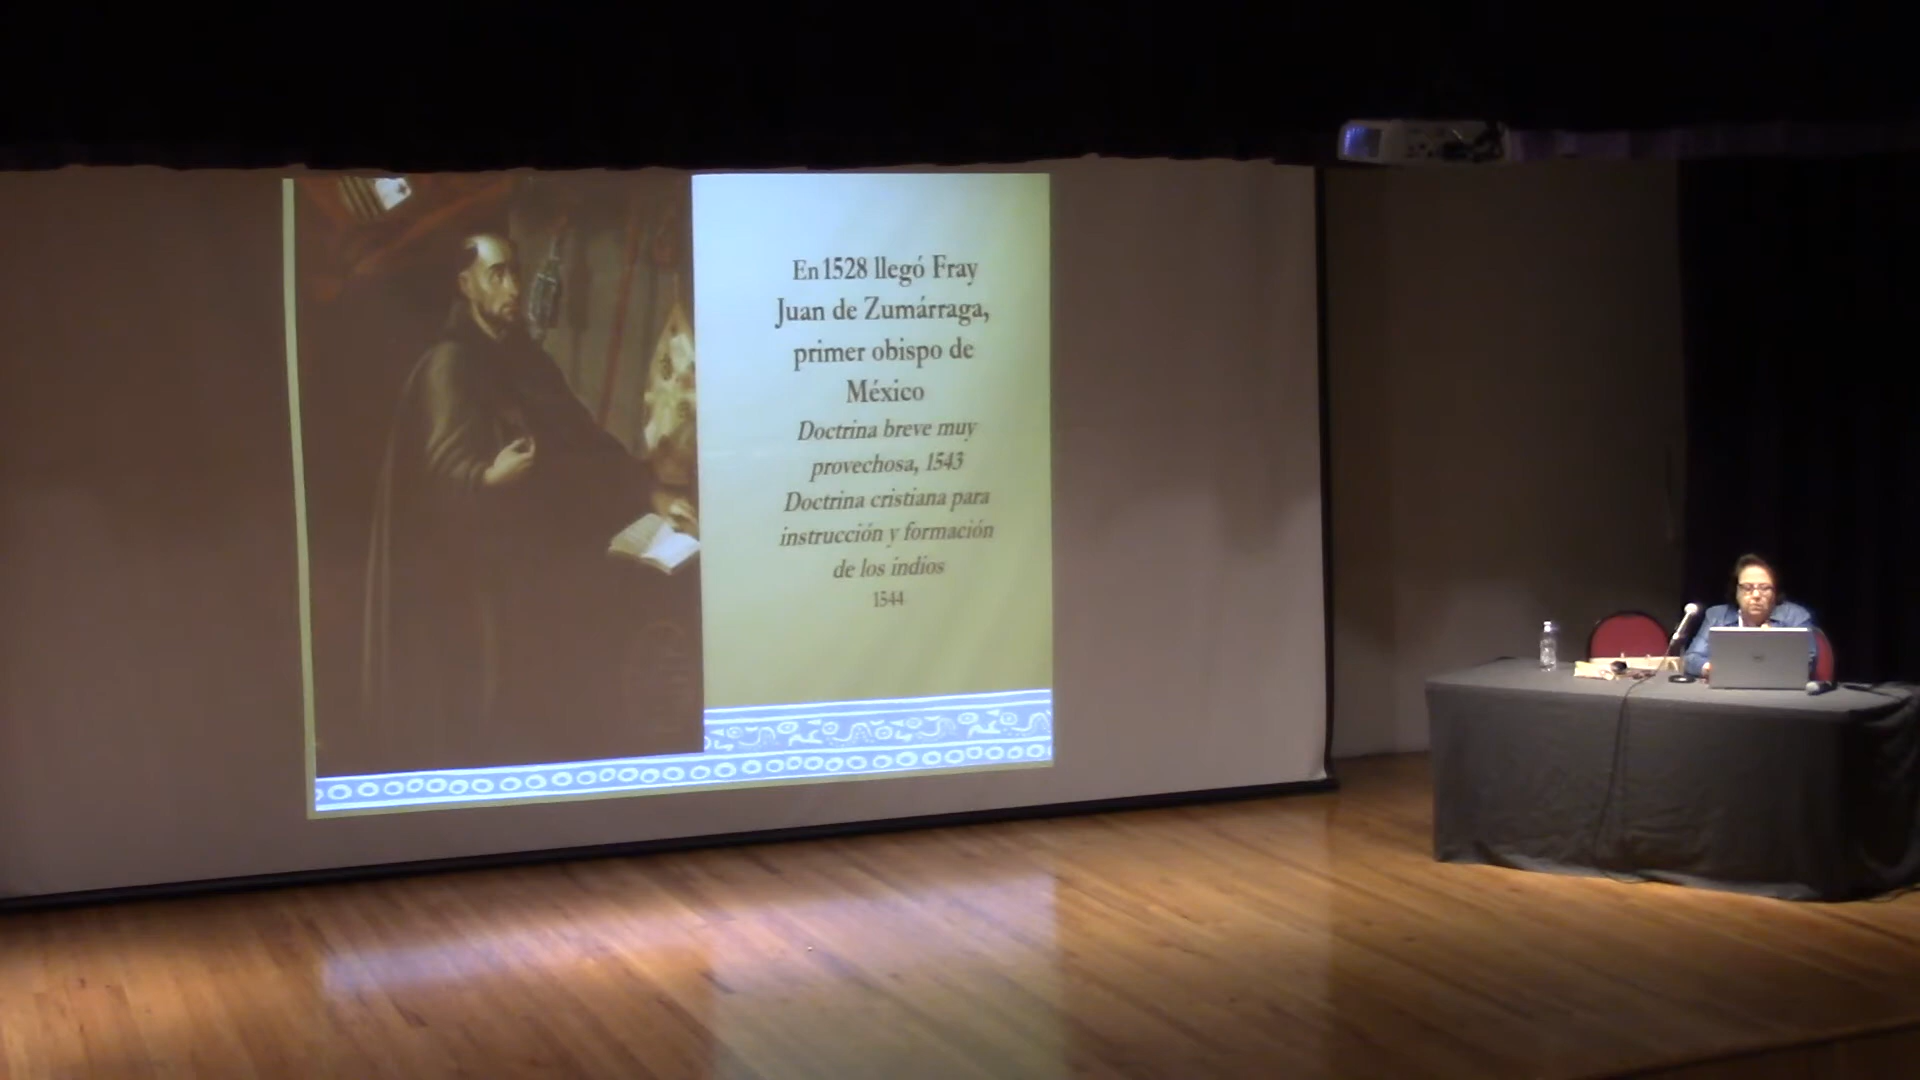 En 1528 llegó Fray
Juan de Zumárraga,
primer obispo de
México
Doctrina breve muy
provechosa, 1543
Doctrina cristiana para
instrucción y formación
de los indios
1544